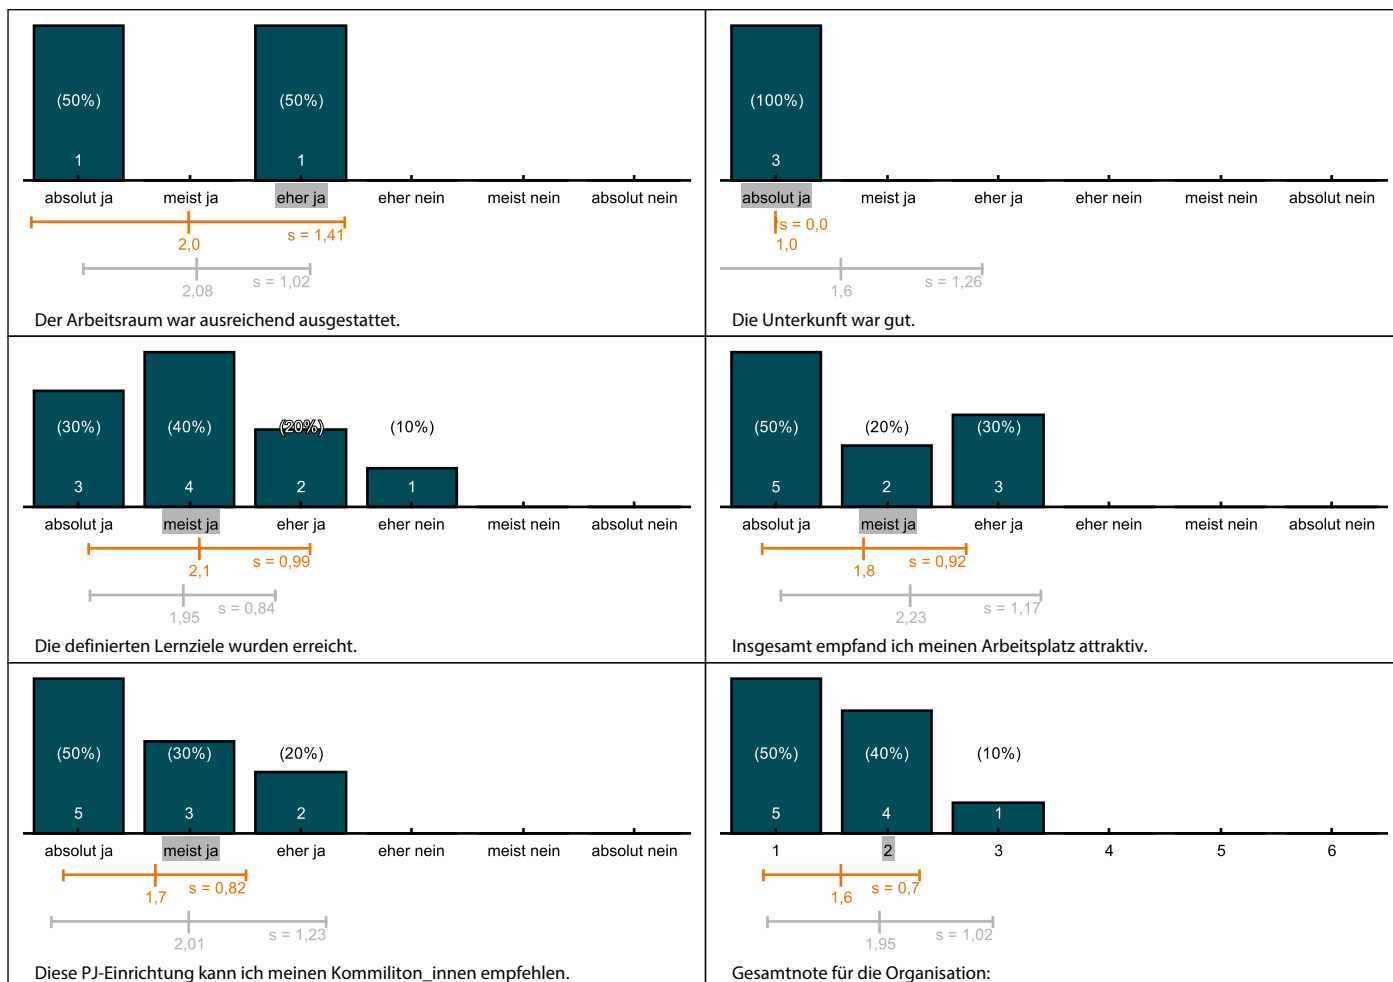 (50%) (50%)
1 1
absolut ja meist ja eher ja eher nein meist nein absolut nein
s = 1,41
2,0
s = 1,02
2,08
Der Arbeitsraum war ausreichend ausgestattet.
(100%)
3
absolut ja meist ja eher ja eher nein meist nein absolut nein
s = 0,0
1,0
s = 1,26
1,6
Die Unterkunft war gut.
(30%) (40%) (20%) (10%)
3 4 2 1
absolut ja meist ja eher ja eher nein meist nein absolut nein
s = 0,99
2,1
s = 0,84
1,95
Die definierten Lernziele wurden erreicht.
(50%) (20%) (30%)
5 2 3
absolut ja meist ja eher ja eher nein meist nein absolut nein
s = 0,92
1,8
s = 1,17
2,23
Insgesamt empfand ich meinen Arbeitsplatz attraktiv.
(50%) (30%) (20%)
5 3 2
absolut ja meist ja eher ja eher nein meist nein absolut nein
s = 0,82
1,7
s = 1,23
2,01
Diese PJ-Einrichtung kann ich meinen Kommiliton_innen empfehlen.
(50%) (40%) (10%)
5 4 1
1 2 3 4 5 6
s = 0,7
1,6
s = 1,02
1,95
Gesamtnote für die Organisation: